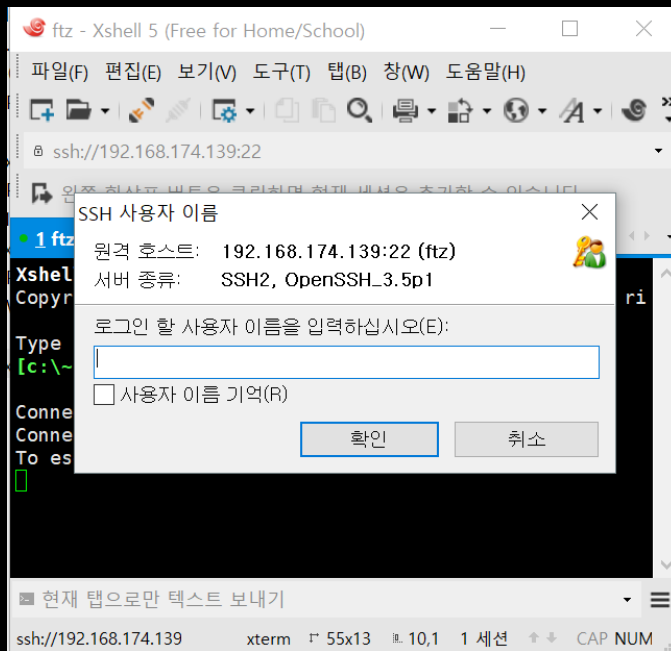 ftz - Xshell 5 (Free for Home/School)
파일(F) 편집(E) 보기(V) 도구(T) 탭(B) 창(W) 도움말(H)
ssh://192.168.174.139:22
SSH 사용자 이름
1 ftz
원격 호스트: 192.168.174.139:22 (ftz)
서버 종류: SSH2, OpenSSH_3.5p1
Xshel
Copyr ri
로그인 할 사용자 이름을 입력하십시오(E):
Type
[c:\~
사용자 이름 기억(R)
Conne
Conne
확인 취소
To es
현재 탭으로만 텍스트 보내기
ssh://192.168.174.139 xterm 55x13 10,1 1 세션 CAP NUM